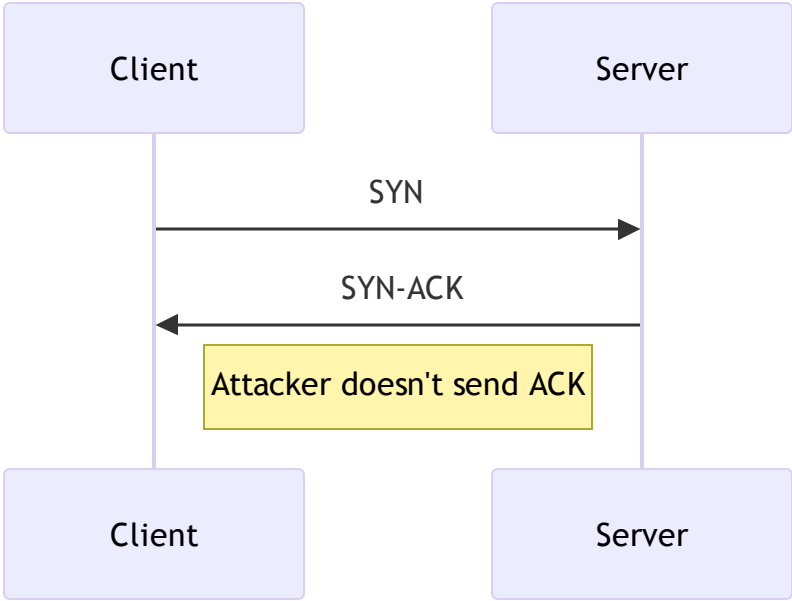 Client
Server
SYN
SYN-ACK
Attacker doesn't send ACK
Client
Server